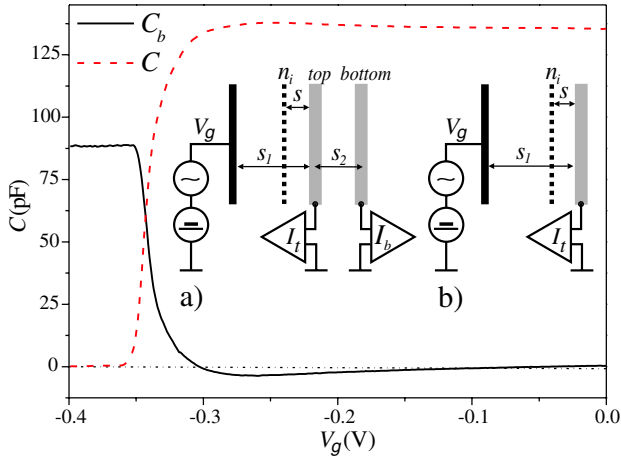 C_b
C
135
100
75
50
25
0
C(pF)
-0.4
-0.3
-0.2
-0.1
0.0
V_g(V)
n_i top bottom
s
V_g
s_1
s_2
I_t
I_b
a)
n_i
s
V_g
s_1
I_t
b)